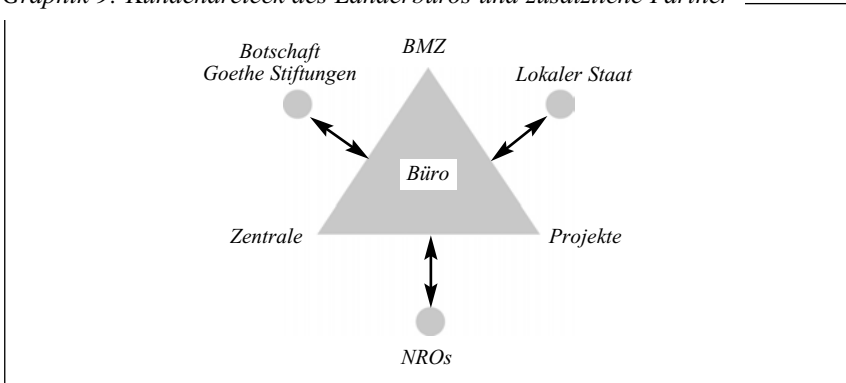 Graphik 9: Kundendreieck des Länderbüros und zusätzliche Partner
BMZ
Botschaft
Goethe Stiftungen
Lokaler Staat
Büro
Zentrale
Projekte
NROs